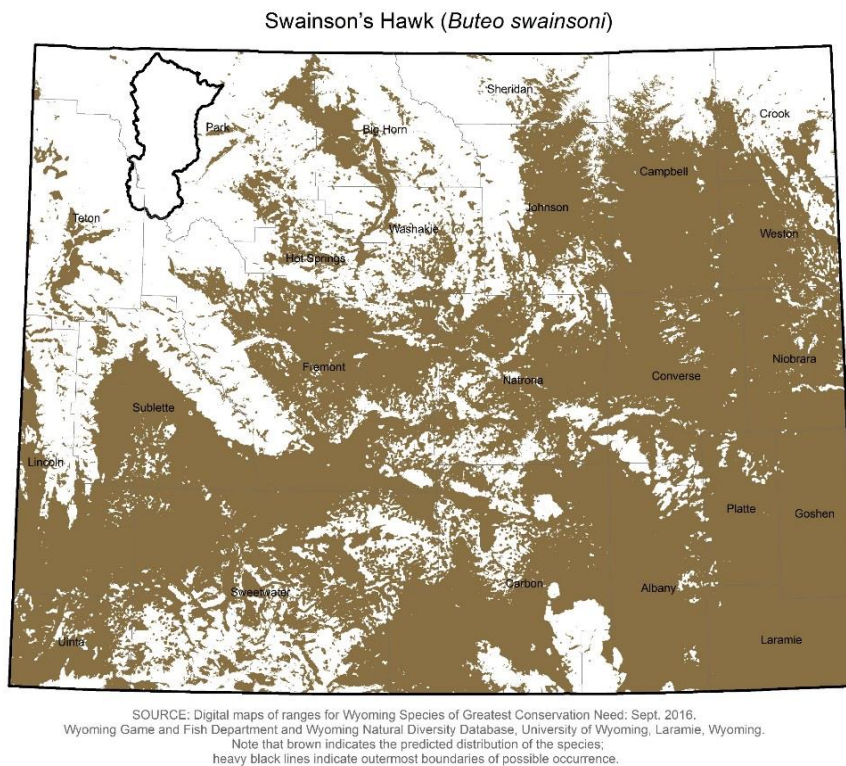 Swainson's Hawk (Buteo swainsoni)
Sheridan
Crook
Park
Big Horn
Campbell
Johnson
Teton
Washakie
Weston
Hot Springs
Niobrara
Fremont
Natrona
Converse
Sublette
Lincoln
Platte
Goshen
Carbon
Albany
Sweetwater
Uinta
Laramie
SOURCE: Digital maps of ranges for Wyoming Species of Greatest Conservation Need: Sept. 2016.
Wyoming Game and Fish Department and Wyoming Natural Diversity Database, University of Wyoming, Laramie, Wyoming.
Note that brown indicates the predicted distribution of the species;
heavy black lines indicate outermost boundaries of possible occurrence.